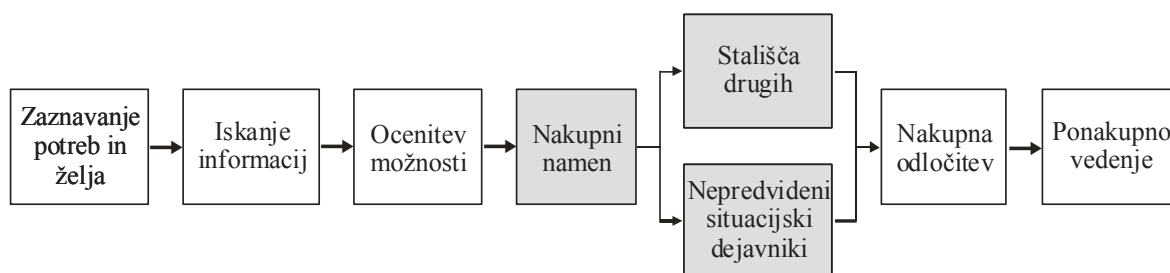 Zaznavanje
potreb in
želja
Iskanje
informacij
Ocenitev
možnosti
Nakupni
namen
Stališča
drugih
Nepredvideni
situacijski
dejavniki
Nakupna
odločitev
Ponakupno
vedenje